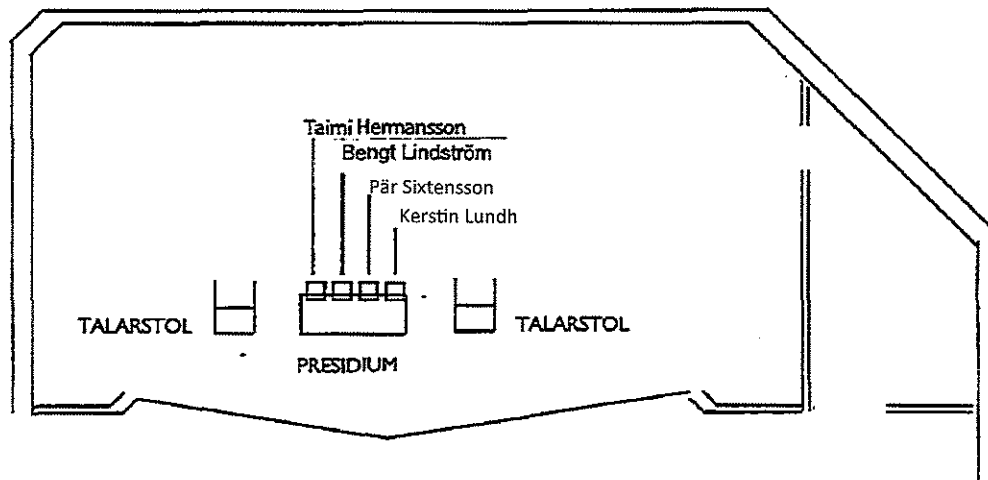 Taimi Hermansson
Bengt Lindström
Pär Sixtensson
Kerstin Lundh
TALARSTOL
TALARSTOL
PRESIDIUM